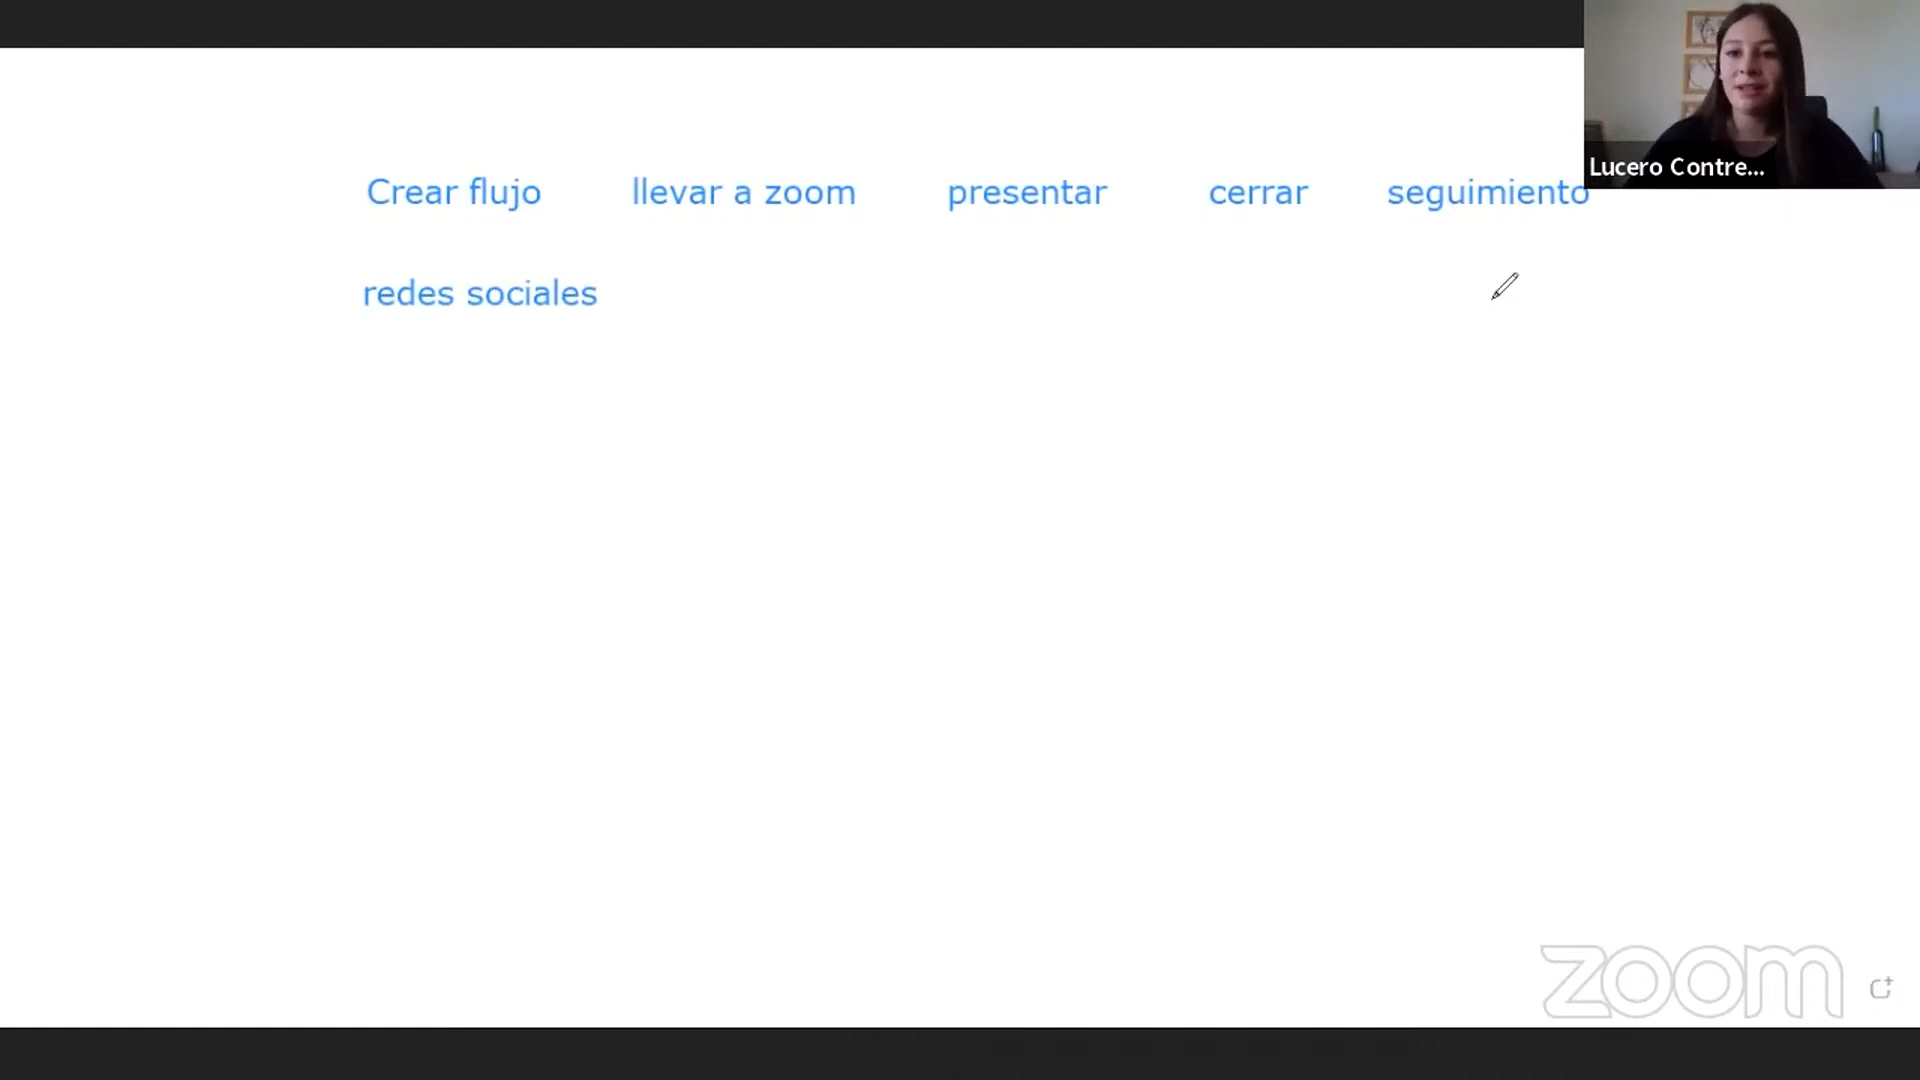 Lucero Contre...
Crear flujo llevar a zoom presentar cerrar seguimiento
redes sociales
zoom